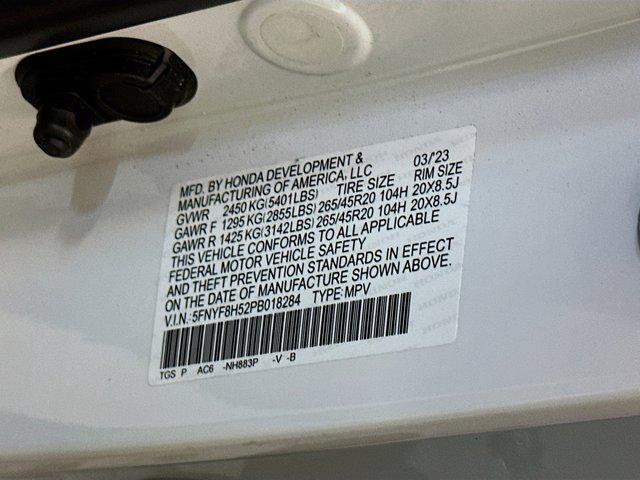 MFD. BY HONDA DEVELOPMENT & 03/'23
MANUFACTURING OF AMERICA, LLC
GVWR 2450 KG(5401LBS) TIRE SIZE RIM SIZE
GAWR F 1295 KG(2855LBS) 265/45R20 104H 20X8.5J
GAWR R 1425 KG(3142LBS) 265/45R20 104H 20X8.5J
THIS VEHICLE CONFORMS TO ALL APPLICABLE
FEDERAL MOTOR VEHICLE SAFETY
AND THEFT PREVENTION STANDARDS IN EFFECT
ON THE DATE OF MANUFACTURE SHOWN ABOVE.
V.I.N.:5FNYF8H52PB018284 TYPE:MPV
TGS P AC6 -NH883P -V -B